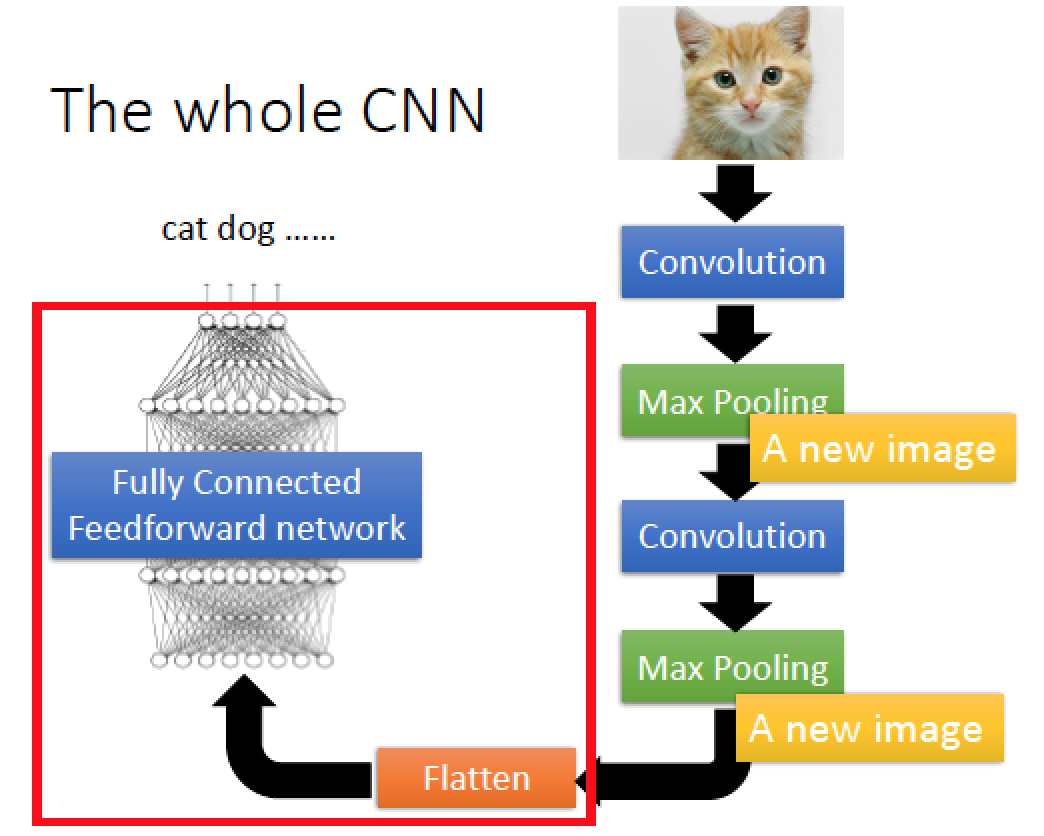 The whole CNN
cat dog ……
Convolution
Max Pooling
A new image
Convolution
Max Pooling
A new image
Flatten
Fully Connected
Feedforward network